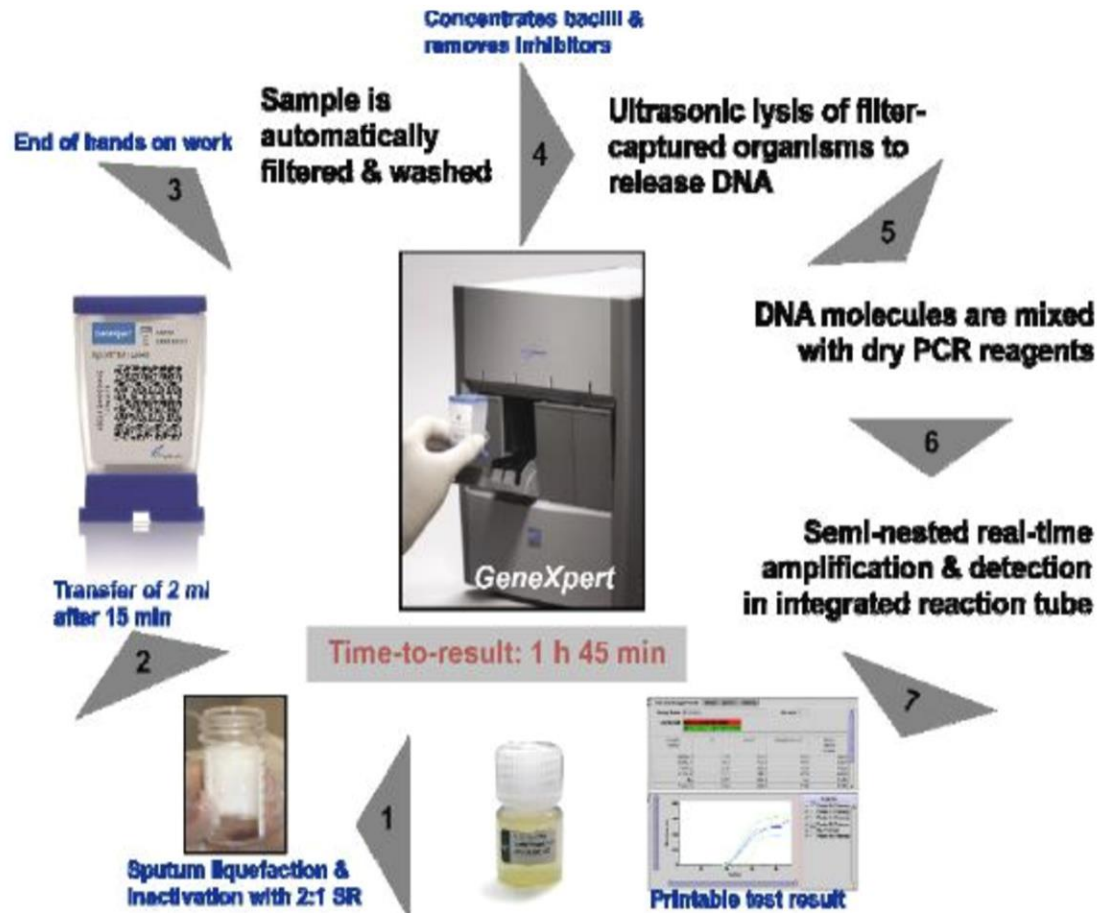 Concentrates bacilli &
removes inhibitors
4
Sample is
automatically
filtered & washed
Ultrasonic lysis of filter-
captured organisms to
release DNA
End of hands on work
3
5
DNA molecules are mixed
with dry PCR reagents
6
Semi-nested real-time
amplification & detection
in integrated reaction tube
7
GeneXpert
Time-to-result: 1 h 45 min
Transfer of 2 ml
after 15 min
2
1
Sputum liquefaction &
inactivation with 2:1 SR
Printable test result